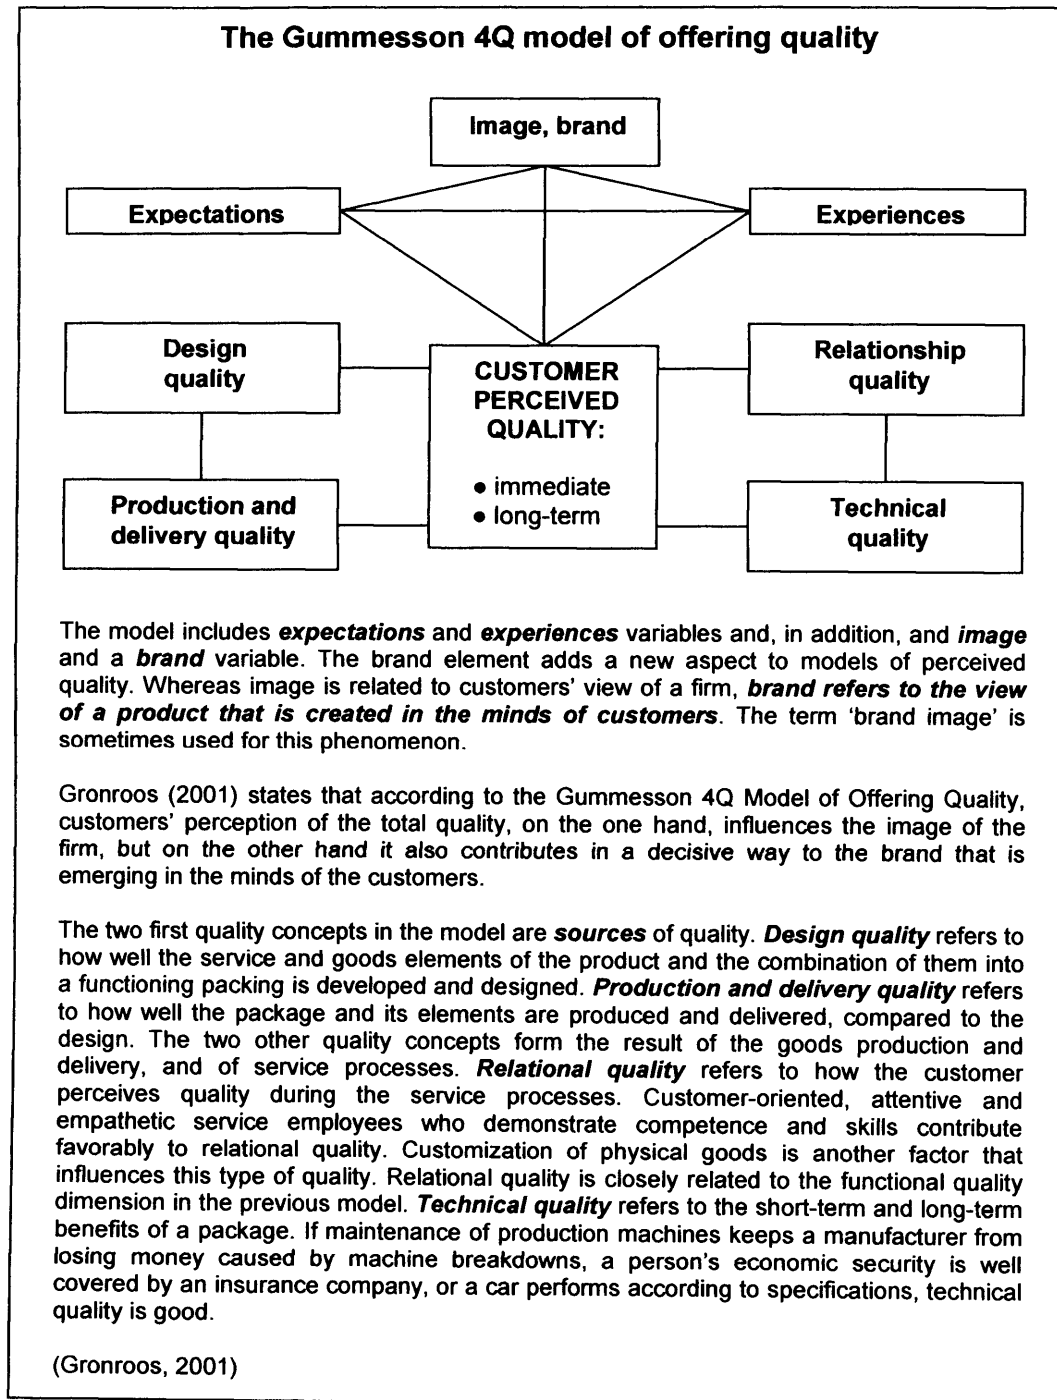 The Gummesson 4Q model of offering quality
Image, brand
Expectations
Experiences
Design
quality
CUSTOMER
PERCEIVED
QUALITY:
● immediate
● long-term
Relationship
quality
Production and
delivery quality
Technical
quality
The model includes expectations and experiences variables and, in addition, and image
and a brand variable. The brand element adds a new aspect to models of perceived
quality. Whereas image is related to customers' view of a firm, brand refers to the view
of a product that is created in the minds of customers. The term 'brand image' is
sometimes used for this phenomenon.
Gronroos (2001) states that according to the Gummesson 4Q Model of Offering Quality,
customers' perception of the total quality, on the one hand, influences the image of the
firm, but on the other hand it also contributes in a decisive way to the brand that is
emerging in the minds of the customers.
The two first quality concepts in the model are sources of quality. Design quality refers to
how well the service and goods elements of the product and the combination of them into
a functioning packing is developed and designed. Production and delivery quality refers
to how well the package and its elements are produced and delivered, compared to the
design. The two other quality concepts form the result of the goods production and
delivery, and of service processes. Relational quality refers to how the customer
perceives quality during the service processes. Customer-oriented, attentive and
empathetic service employees who demonstrate competence and skills contribute
favorably to relational quality. Customization of physical goods is another factor that
influences this type of quality. Relational quality is closely related to the functional quality
dimension in the previous model. Technical quality refers to the short-term and long-term
benefits of a package. If maintenance of production machines keeps a manufacturer from
losing money caused by machine breakdowns, a person's economic security is well
covered by an insurance company, or a car performs according to specifications, technical
quality is good.
(Gronroos, 2001)